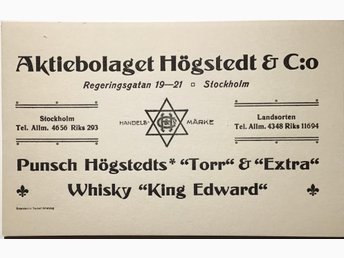 Aktiebolaget Högstedt & C:o
Regeringsgatan 19—21 □ Stockholm
Stockholm
Tel. Allm. 4656 Riks 293
HANDELS- MÄRKE
Landsorten
Tel. Allm. 4348 Riks 11694
Punsch Högstedts* "Torr" & "Extra"
Whisky "King Edward"